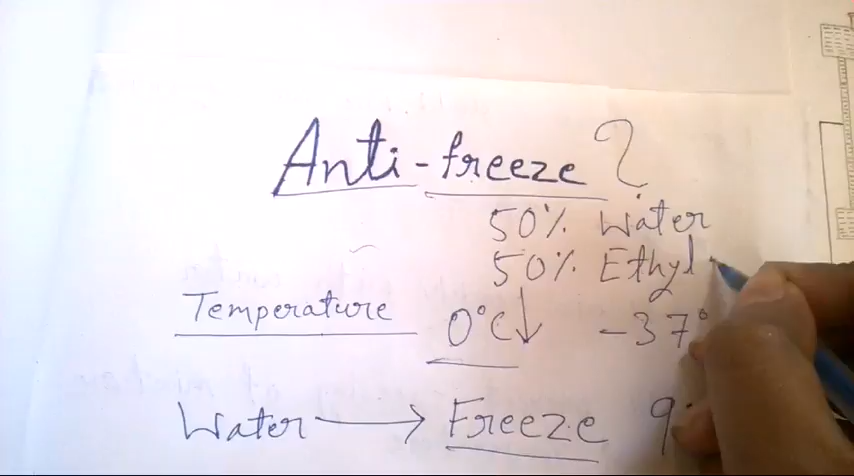 Anti-freeze ?
50% Water
50% Ethyl
Temperature 0°C↓ -37°
Water → Freeze